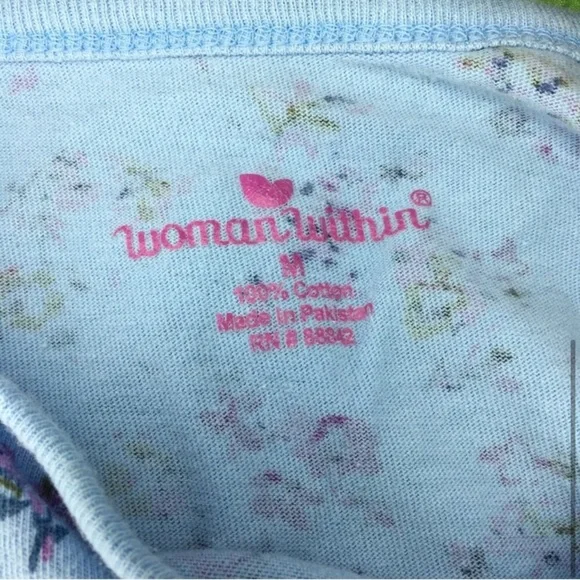 woman within®
M
100% Cotton
Made in Pakistan
RN # 88842